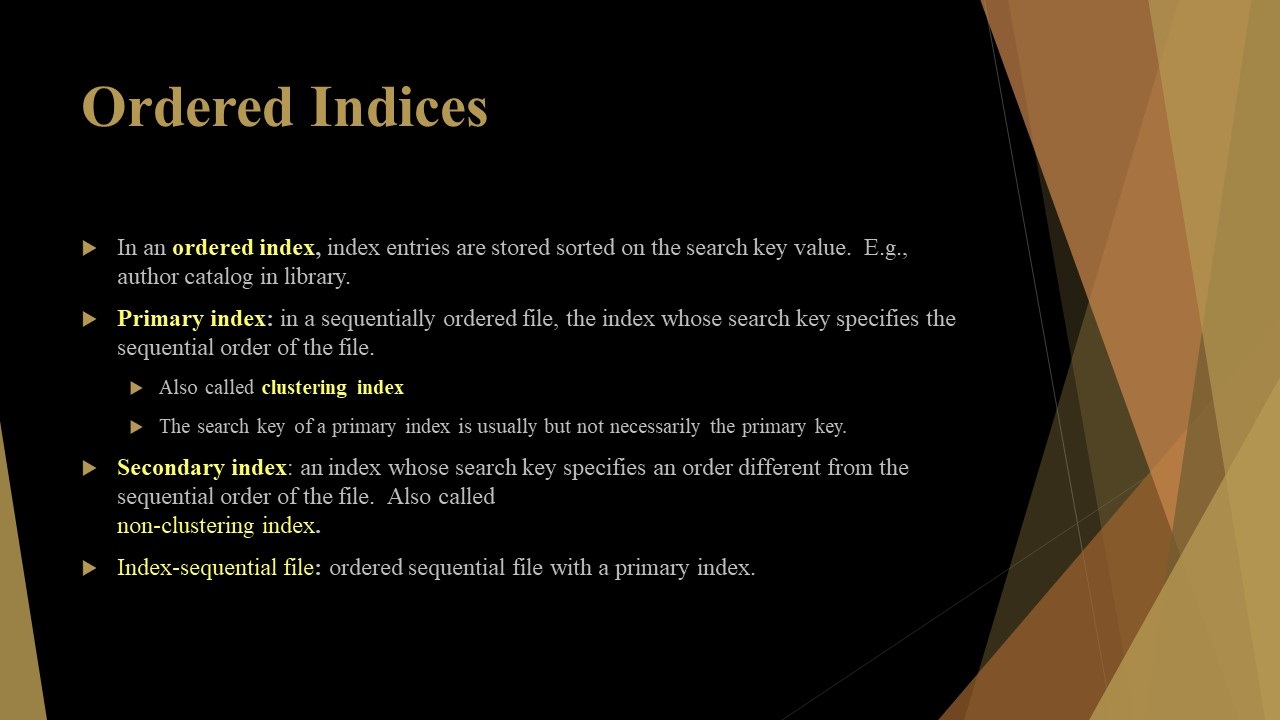 Ordered Indices
In an ordered index, index entries are stored sorted on the search key value.  E.g.,
author catalog in library.
Primary index: in a sequentially ordered file, the index whose search key specifies the
sequential order of the file.
Also called clustering index
The search key of a primary index is usually but not necessarily the primary key.
Secondary index: an index whose search key specifies an order different from the
sequential order of the file.  Also called
non-clustering index.
Index-sequential file: ordered sequential file with a primary index.